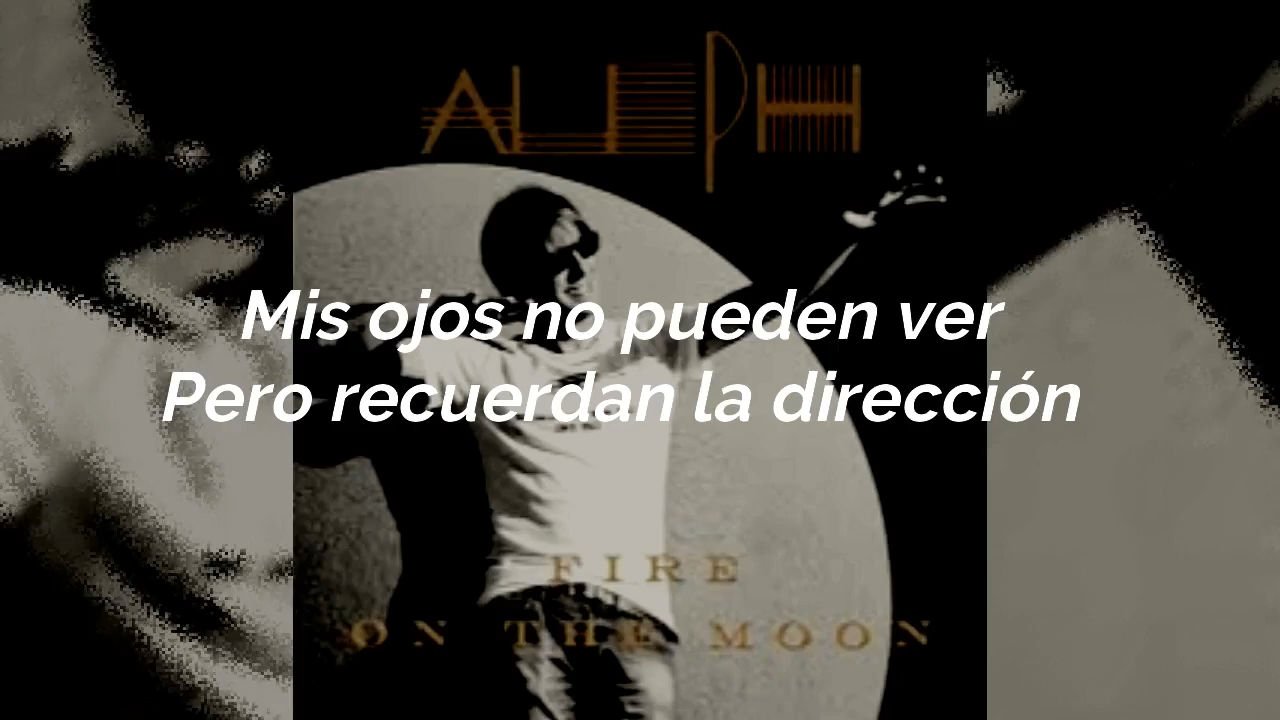 ALEPH
Mis ojos no pueden ver
Pero recuerdan la dirección
FIRE
ON THE MOON